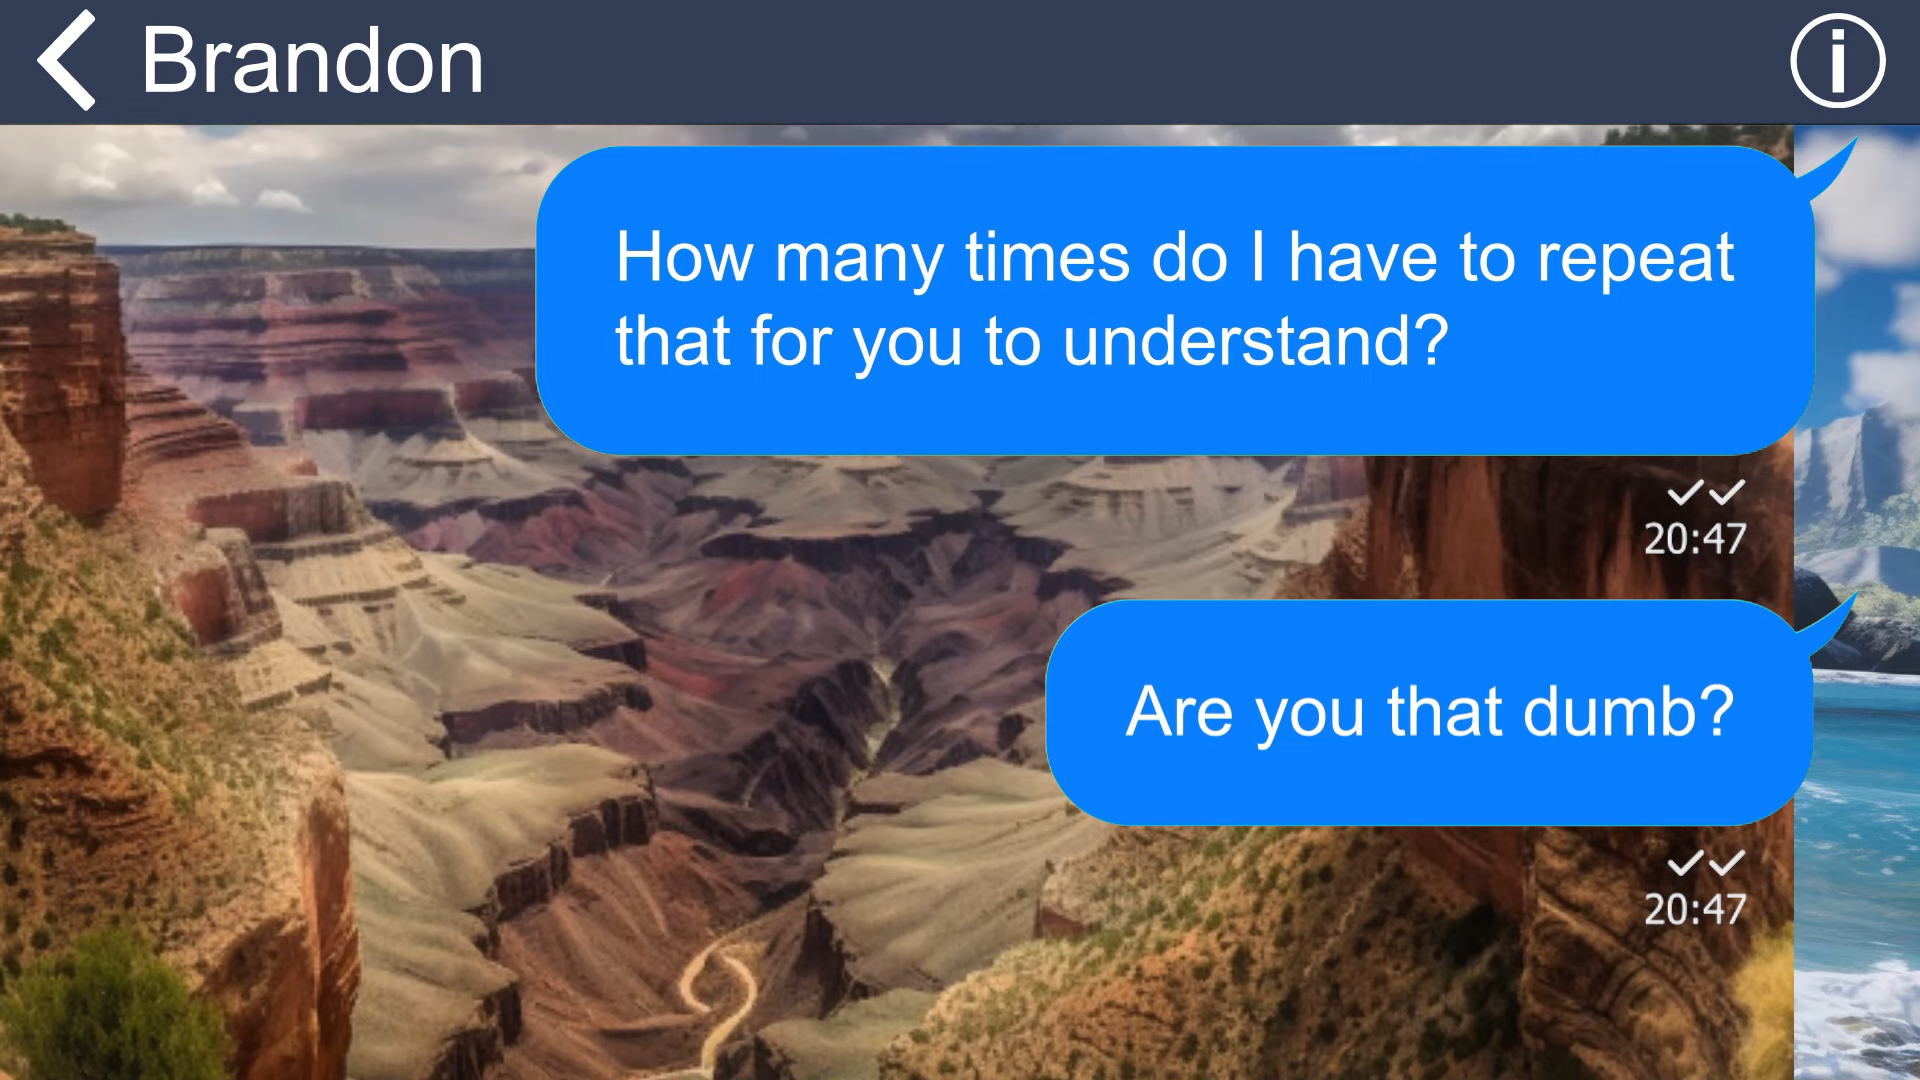 Brandon
How many times do I have to repeat
that for you to understand?
20:47
Are you that dumb?
20:47